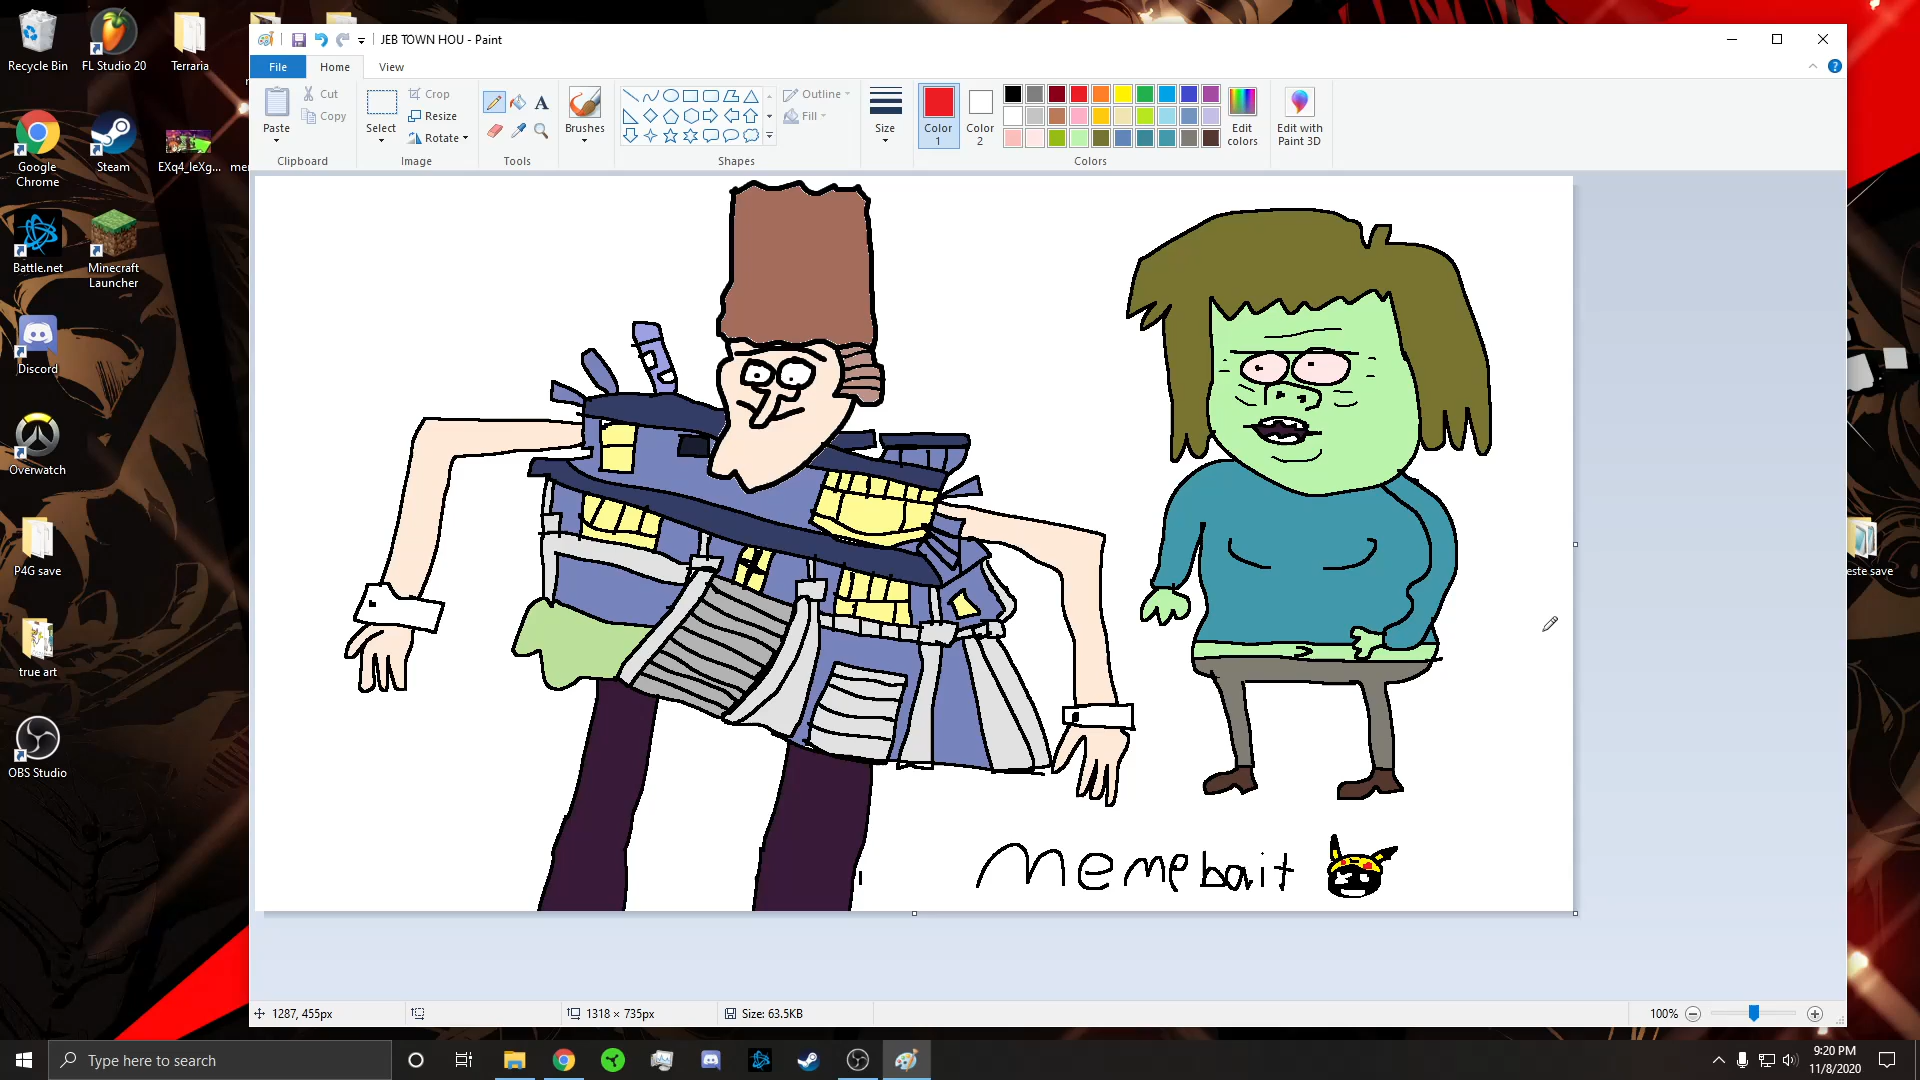 JEB TOWN HOU - Paint
File
Home
View
Paste
Cut
Copy
Clipboard
Select
Crop
Resize
Rotate
Image
A
Tools
Brushes
Shapes
Outline
Fill
Size
Color 1
Color 2
Edit colors
Colors
Edit with Paint 3D
Recycle Bin
FL Studio 20
Terraria
Google Chrome
Steam
EXq4_leXg...
Battle.net
Minecraft Launcher
Discord
Overwatch
P4G save
true art
OBS Studio
Memebait
1287, 455px
1318 × 735px
Size: 63.5KB
100%
Type here to search
9:20 PM
11/8/2020